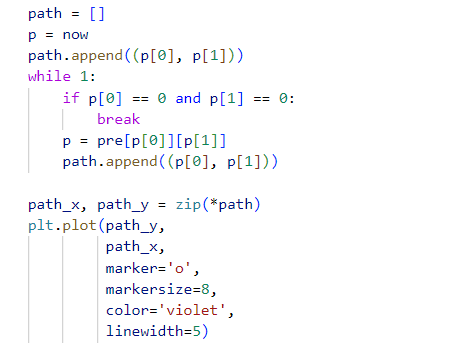 path = []
p = now
path.append((p[0], p[1]))
while 1:
    if p[0] == 0 and p[1] == 0:
        break
    p = pre[p[0]][p[1]]
    path.append((p[0], p[1]))

path_x, path_y = zip(*path)
plt.plot(path_y,
         path_x,
         marker='o',
         markersize=8,
         color='violet',
         linewidth=5)